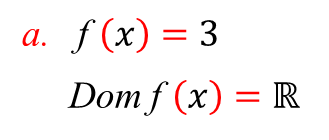 a. f(x) = 3
Dom f(x) = ℝ